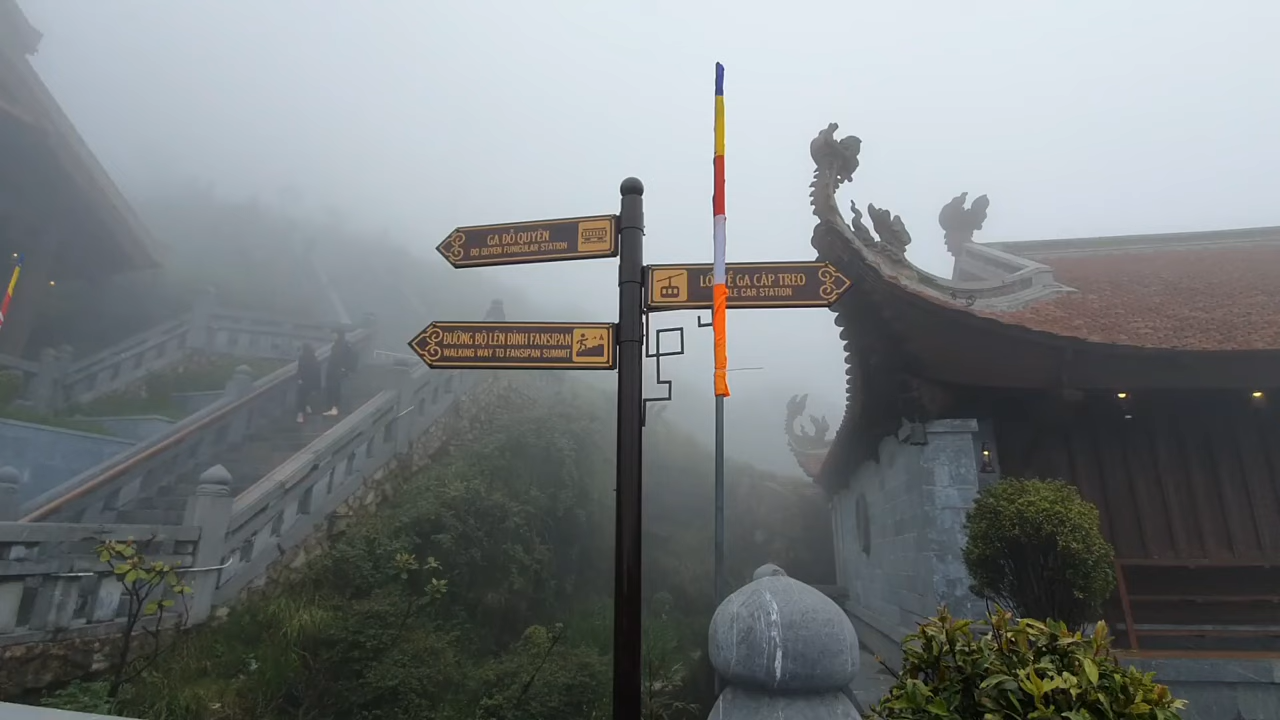 GA ĐỖ QUYÊN
DO QUYEN FUNICULAR STATION
GA CÁP TREO
CAR STATION
ĐƯỜNG BỘ LÊN ĐỈNH FANSIPAN
WALKING WAY TO FANSIPAN SUMMIT